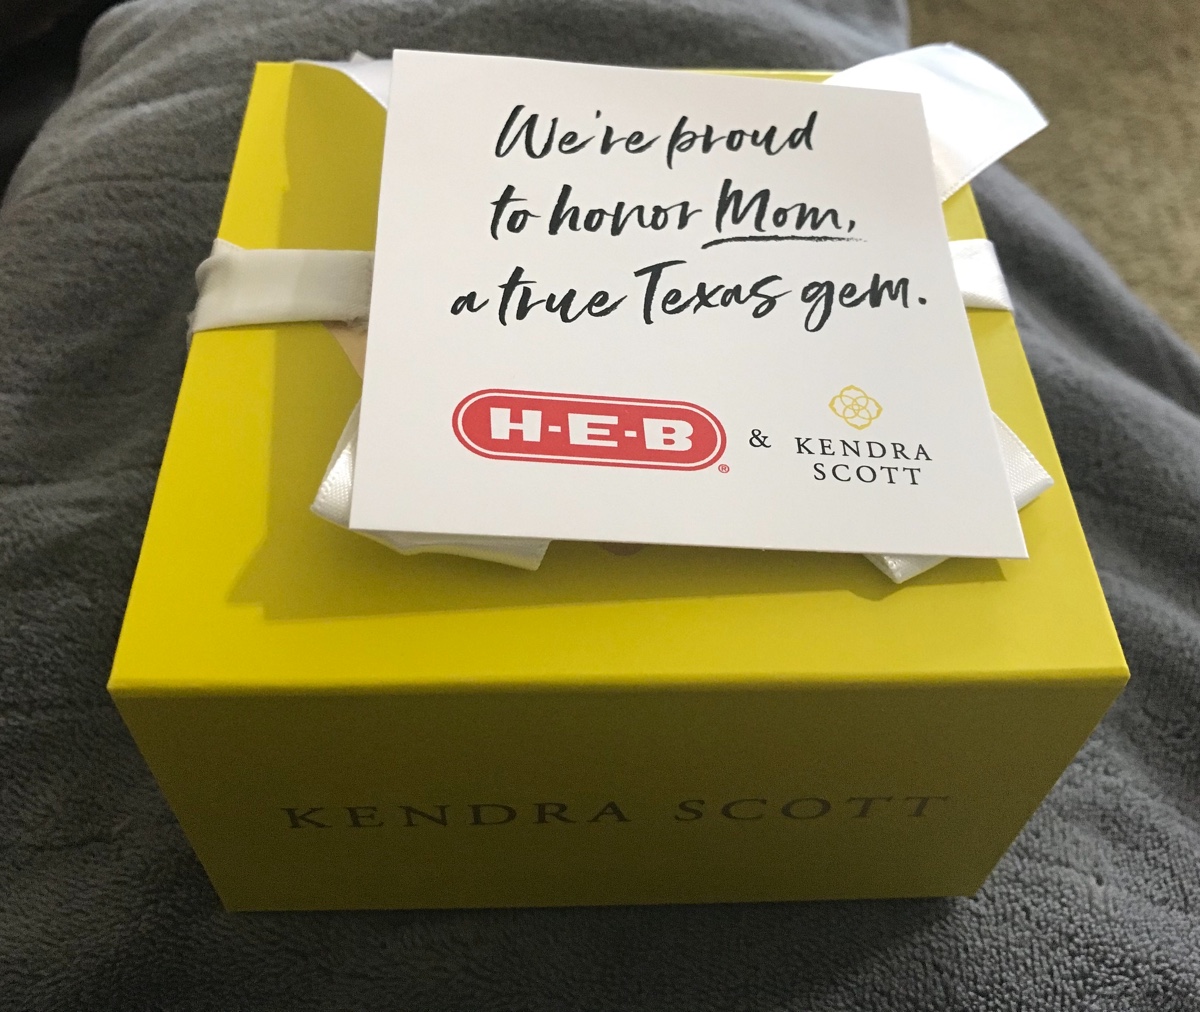 We're proud
to honor Mom,
a true Texas gem.
H-E-B ® & KENDRA
SCOTT
KENDRA SCOTT